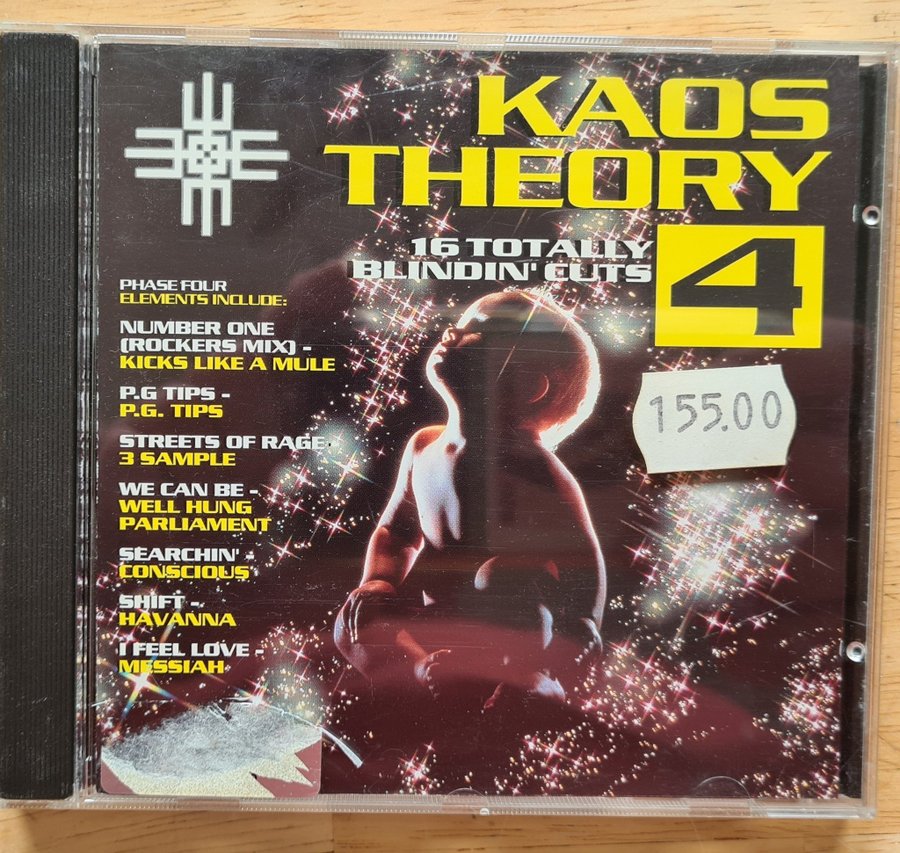 KAOS
THEORY
4
16 TOTALLY
BLINDIN' CUTS
155.00
PHASE FOUR
ELEMENTS INCLUDE:
NUMBER ONE
(ROCKERS MIX) -
KICKS LIKE A MULE
P.G TIPS -
P.G. TIPS
STREETS OF RAGE
3 SAMPLE
WE CAN BE -
WELL HUNG
PARLIAMENT
SEARCHIN' -
CONSCIOUS
SHIFT -
HAVANNA
I FEEL LOVE -
MESSIAH